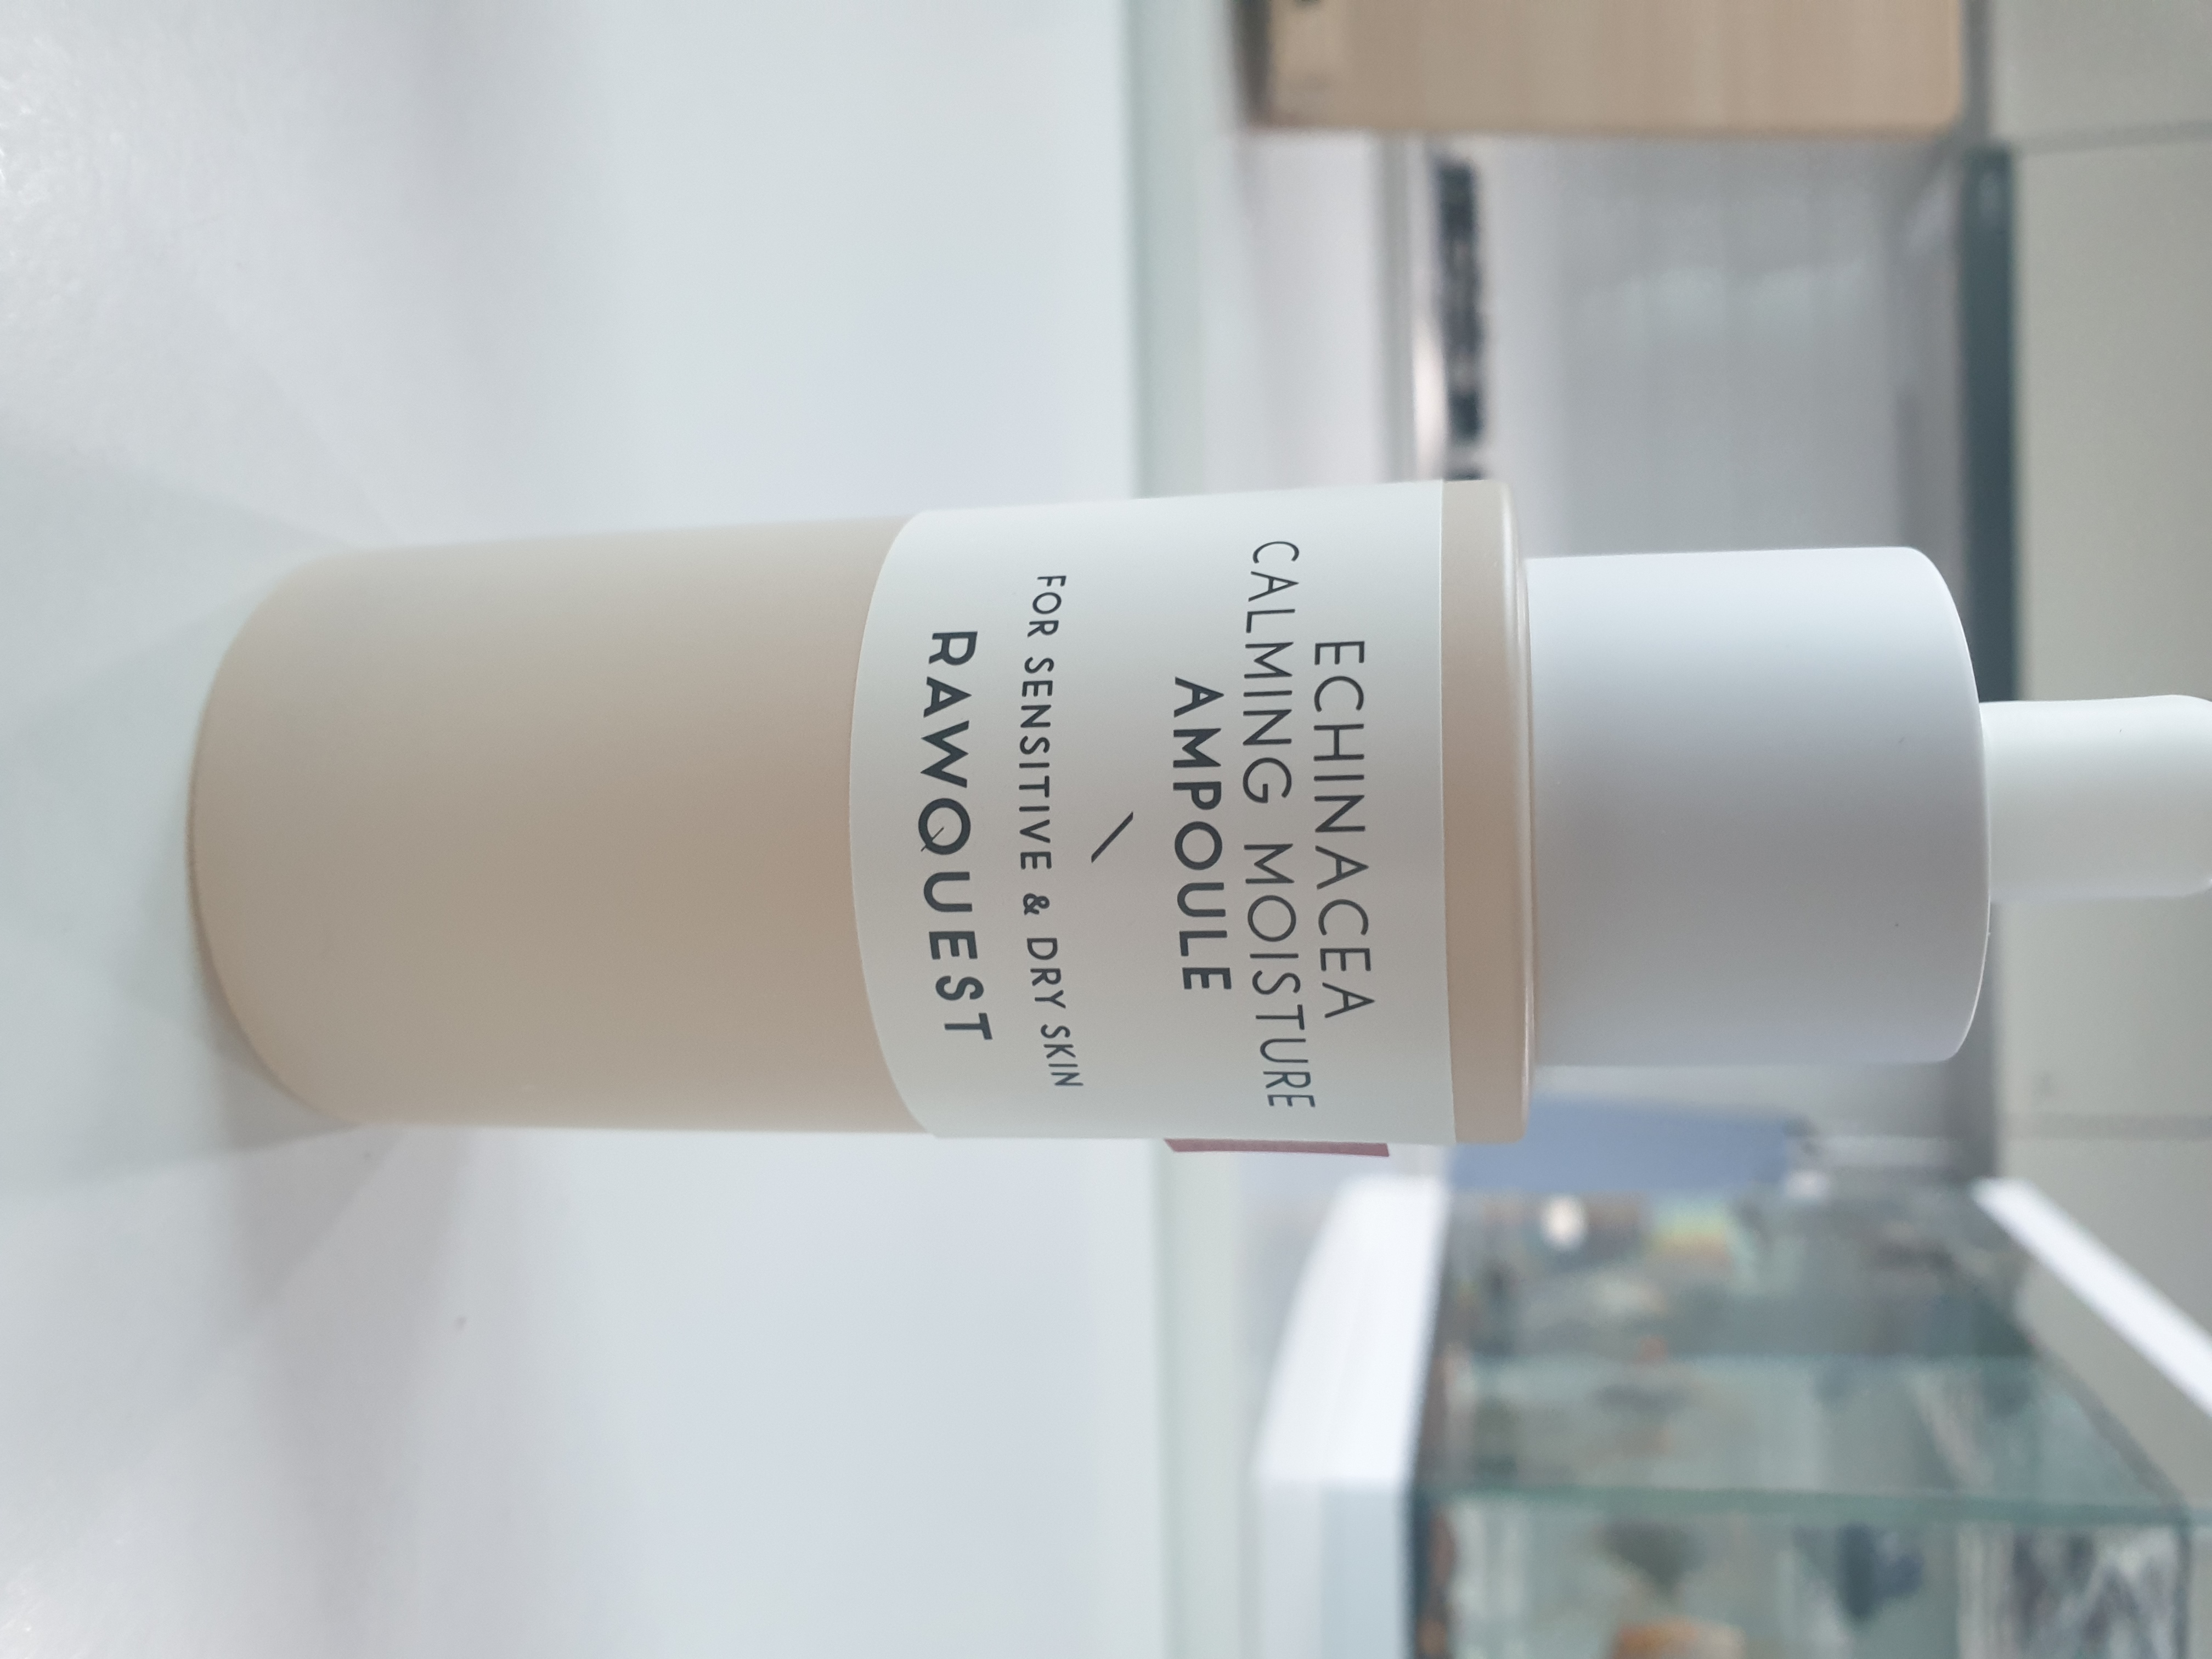 ECHINACEA
CALMING MOISTURE
AMPOULE
FOR SENSITIVE & DRY SKIN
RAWQUEST